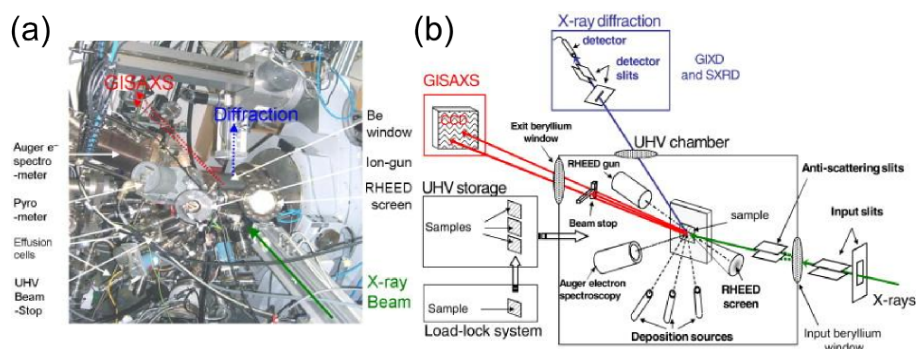 (a)
GISAXS
Diffraction
Auger e⁻
spectro
-meter
Pyro
-meter
Effusion
cells
UHV
Beam
-Stop
Be
window
Ion-gun
RHEED
screen
X-ray
Beam
(b)
X-ray diffraction
detector
detector
slits
GIXD
and SXRD
GISAXS
CCD
Exit beryllium
window
UHV chamber
RHEED gun
Anti-scattering slits
UHV storage
Samples
Beam stop
sample
Input slits
Auger electron
spectroscopy
RHEED
screen
X-rays
Sample
Load-lock system
Deposition sources
Input beryllium
window